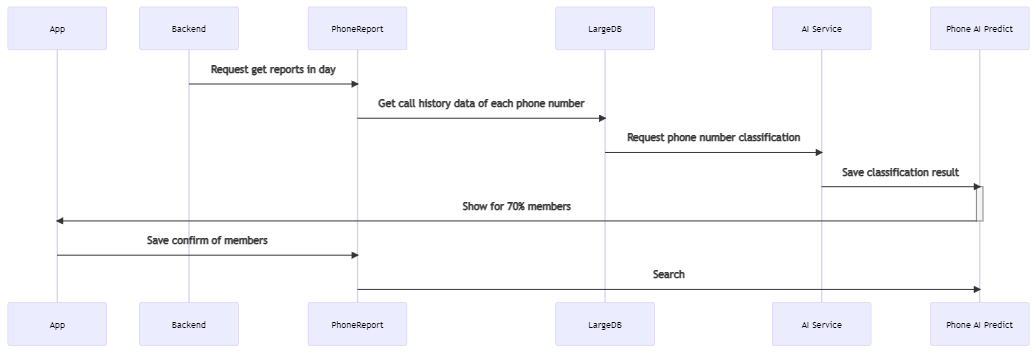 App
Backend
PhoneReport
LargeDB
AI Service
Phone AI Predict
Request get reports in day
Get call history data of each phone number
Request phone number classification
Save classification result
Show for 70% members
Save confirm of members
Search
App
Backend
PhoneReport
LargeDB
AI Service
Phone AI Predict